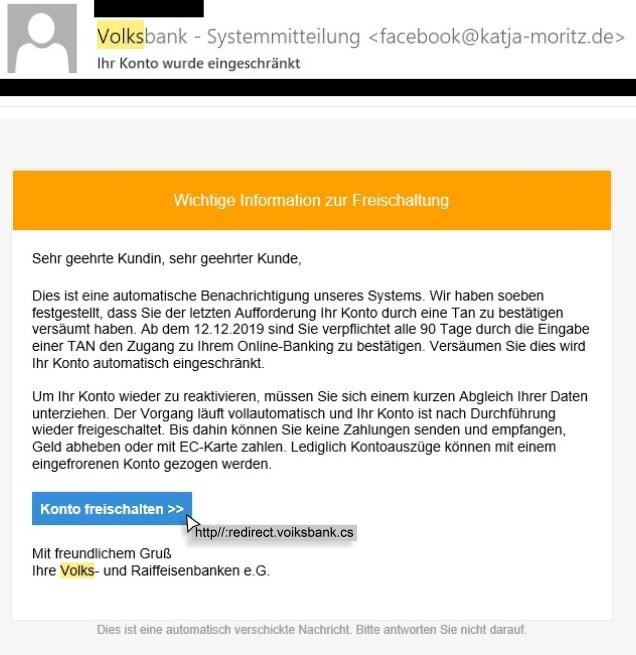 Volksbank - Systemmitteilung <facebook@katja-moritz.de>
Ihr Konto wurde eingeschränkt
Wichtige Information zur Freischaltung
Sehr geehrte Kundin, sehr geehrter Kunde,
Dies ist eine automatische Benachrichtigung unseres Systems. Wir haben soeben
festgestellt, dass Sie der letzten Aufforderung Ihr Konto durch eine Tan zu bestätigen
versäumt haben. Ab dem 12.12.2019 sind Sie verpflichtet alle 90 Tage durch die Eingabe
einer TAN den Zugang zu Ihrem Online-Banking zu bestätigen. Versäumen Sie dies wird
Ihr Konto automatisch eingeschränkt.
Um Ihr Konto wieder zu reaktivieren, müssen Sie sich einem kurzen Abgleich Ihrer Daten
unterziehen. Der Vorgang läuft vollautomatisch und Ihr Konto ist nach Durchführung
wieder freigeschaltet. Bis dahin können Sie keine Zahlungen senden und empfangen,
Geld abheben oder mit EC-Karte zahlen. Lediglich Kontoauszüge können mit einem
eingefrorenen Konto gezogen werden.
Konto freischalten >>
http//:redirect.voiksbank.cs
Mit freundlichem Gruß
Ihre Volks- und Raiffeisenbanken e.G.
Dies ist eine automatisch verschickte Nachricht. Bitte antworten Sie nicht darauf.